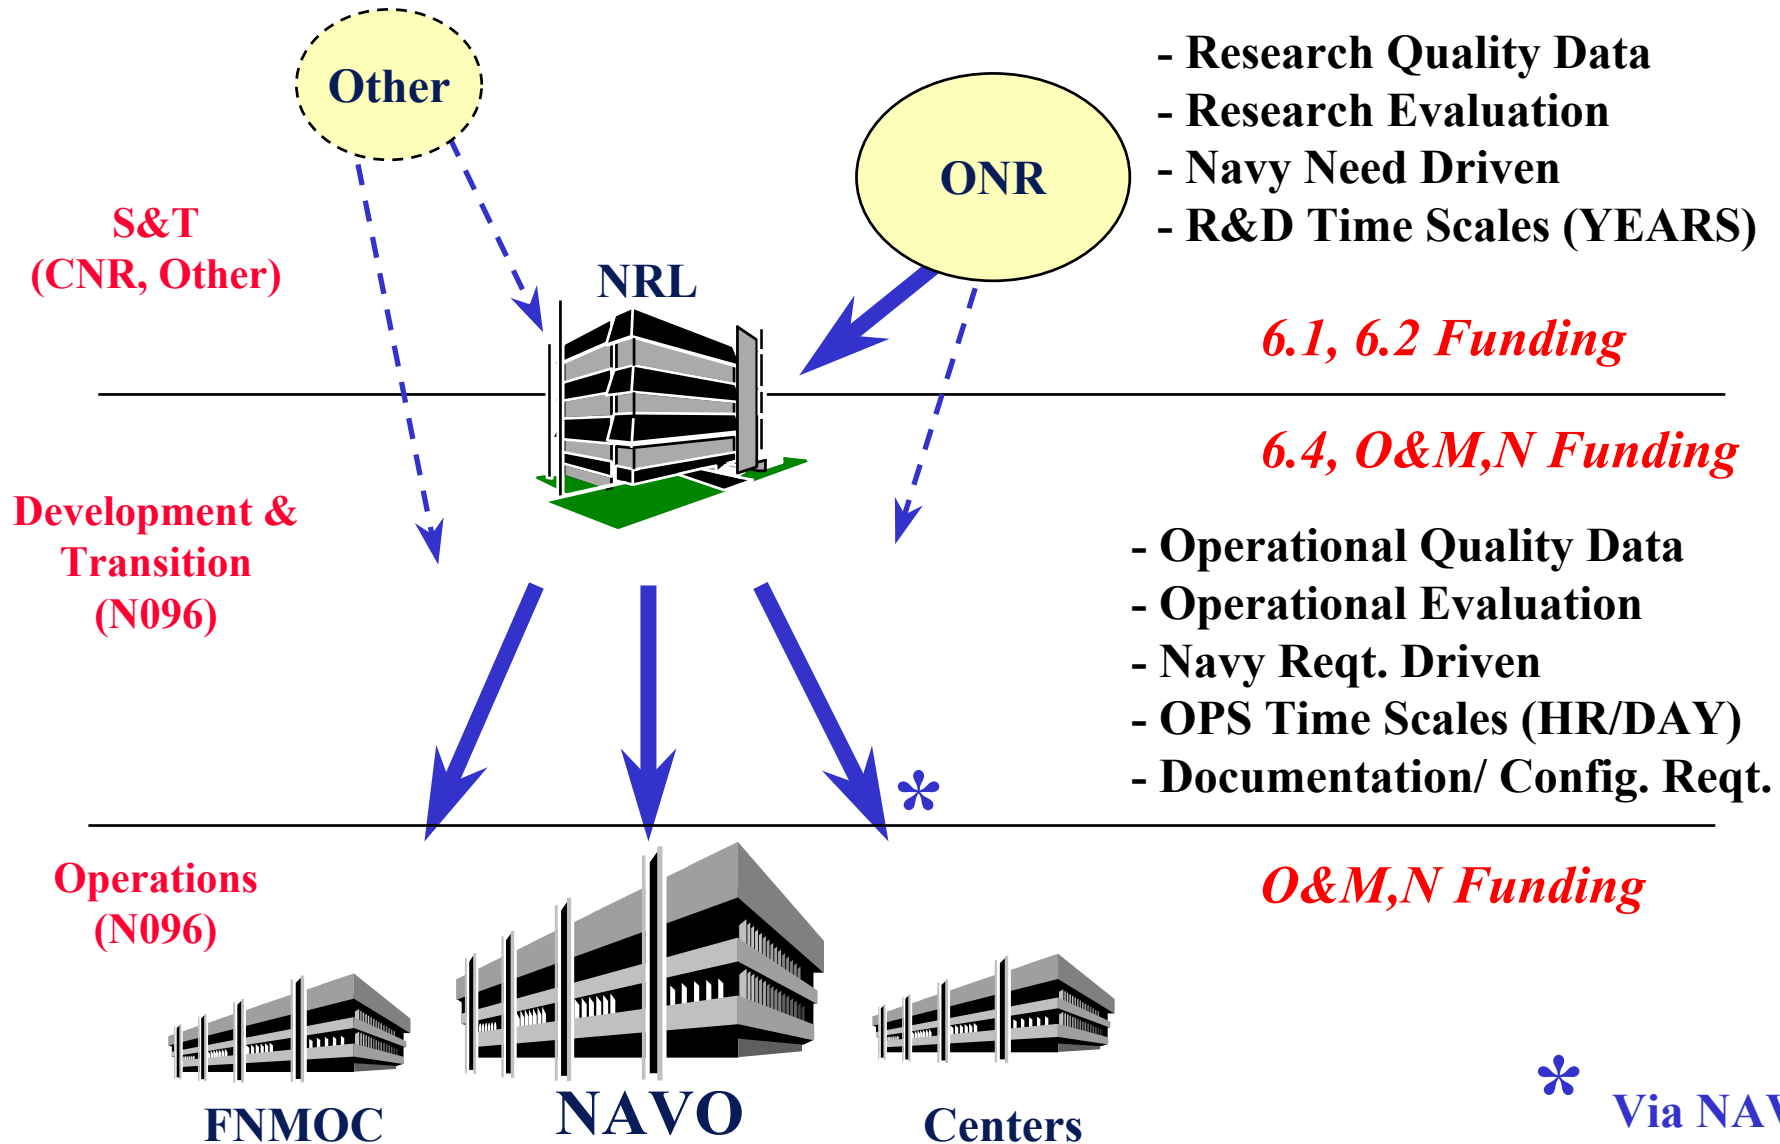 Other
ONR
- Research Quality Data
- Research Evaluation
- Navy Need Driven
- R&D Time Scales (YEARS)
S&T
(CNR, Other)
NRL
6.1, 6.2 Funding
6.4, O&M,N Funding
Development &
Transition
(N096)
- Operational Quality Data
- Operational Evaluation
- Navy Reqt. Driven
- OPS Time Scales (HR/DAY)
- Documentation/ Config. Reqt.
*
Operations
(N096)
O&M,N Funding
FNMOC
NAVO
Centers
* Via